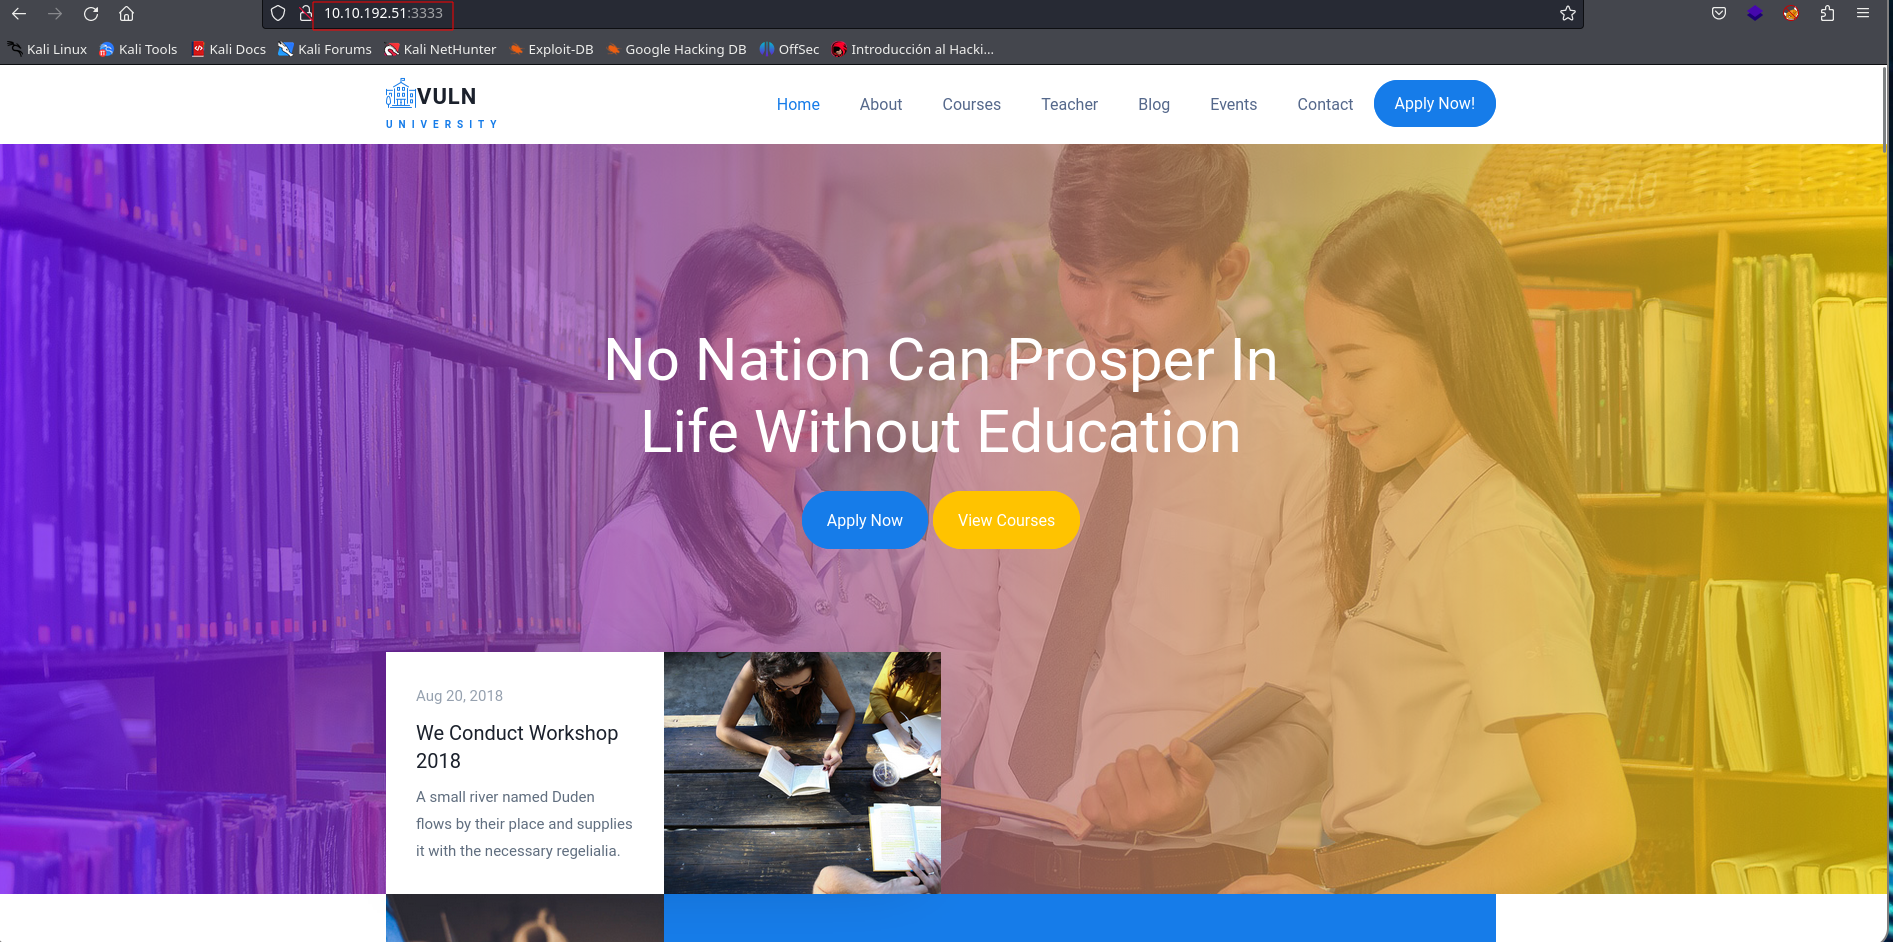 10.10.192.51:3333
Kali Linux Kali Tools Kali Docs Kali Forums Kali NetHunter Exploit-DB Google Hacking DB OffSec Introducción al Hacki...
VULN
UNIVERSITY
Home About Courses Teacher Blog Events Contact Apply Now!
No Nation Can Prosper In
Life Without Education
Apply Now View Courses
Aug 20, 2018
We Conduct Workshop
2018
A small river named Duden
flows by their place and supplies
it with the necessary regelialia.